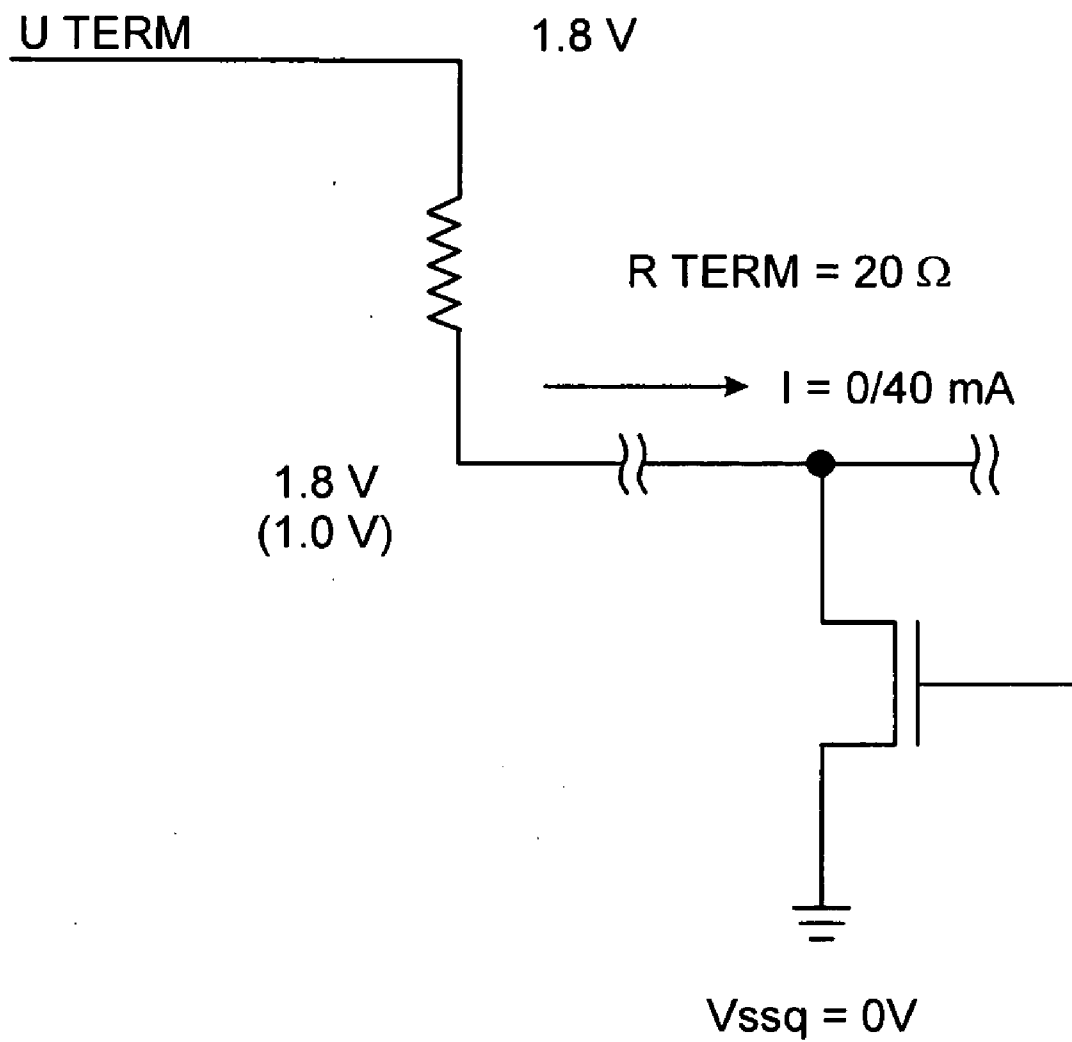 U TERM
1.8 V
R TERM = 20 Ω
I = 0/40 mA
1.8 V
(1.0 V)
Vssq = 0V